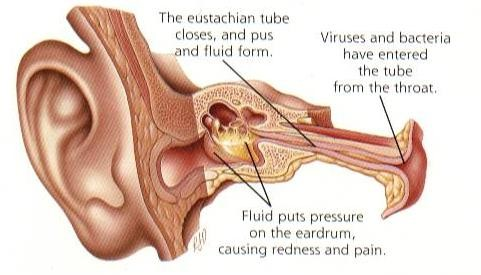 The eustachian tube
closes, and pus
and fluid form.
Viruses and bacteria
have entered
the tube
from the throat.
Fluid puts pressure
on the eardrum,
causing redness and pain.